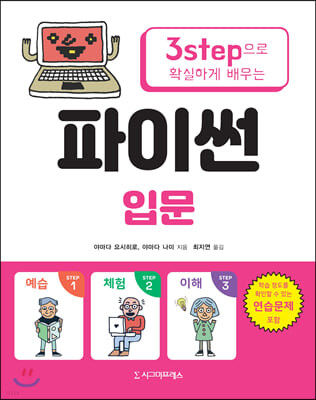 3step으로
확실하게 배우는
파이썬
입문
야마다 요시히로, 야마다 나미 지음 최지연 옮김
예습 STEP 1
체험 STEP 2
이해 STEP 3
학습 정도를
확인할 수 있는
연습문제
포함
Σ 시그마프레스
yes24